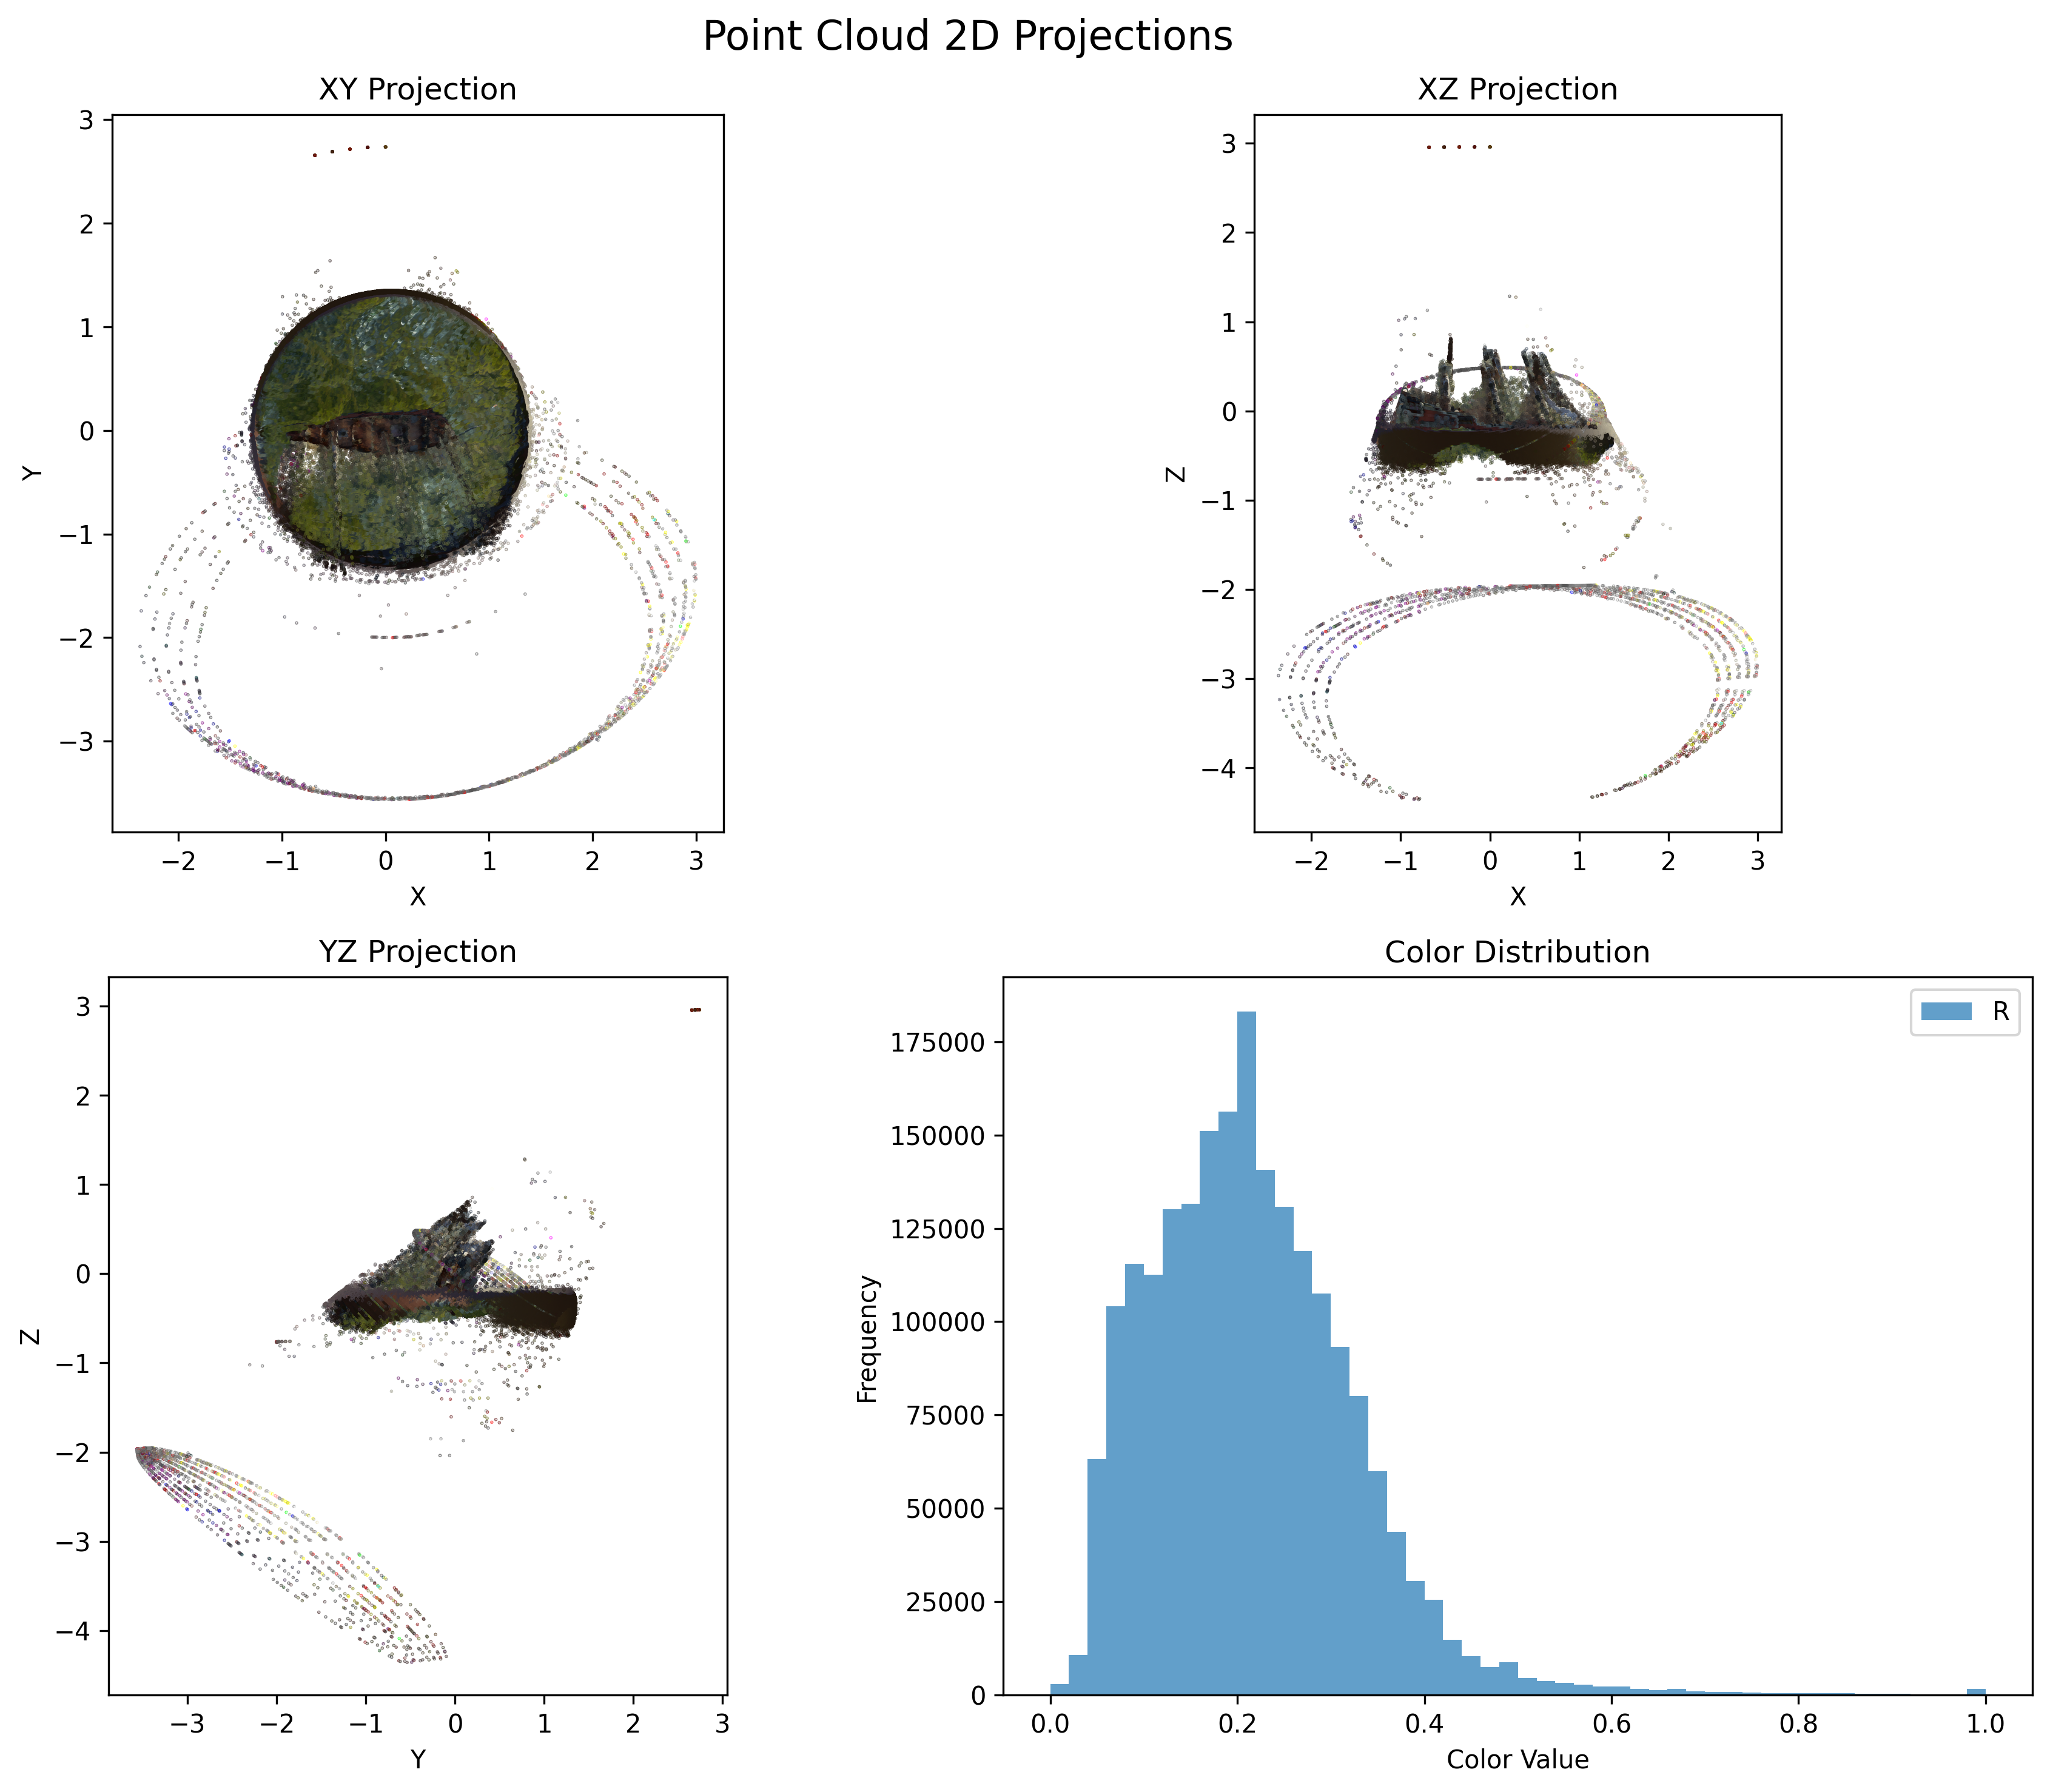 Point Cloud 2D Projections
XY Projection
3
2
1
0
−1
−2
−3
Y
−2 −1 0 1 2 3
X
XZ Projection
3
2
1
0
−1
−2
−3
−4
Z
−2 −1 0 1 2 3
X
YZ Projection
3
2
1
0
−1
−2
−3
−4
Z
−3 −2 −1 0 1 2 3
Y
Color Distribution
R
175000
150000
125000
100000
75000
50000
25000
0
Frequency
0.0 0.2 0.4 0.6 0.8 1.0
Color Value